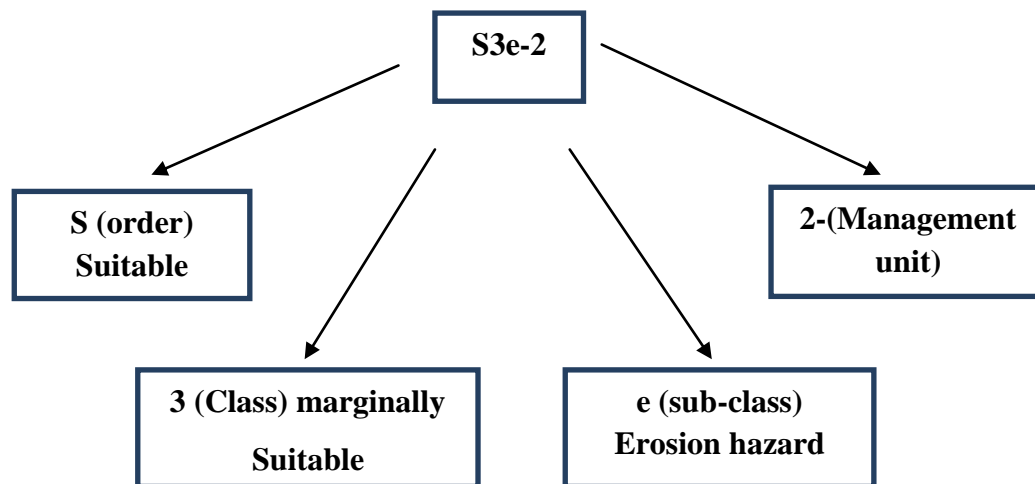 S3e-2
S (order)
Suitable
2-(Management
unit)
3 (Class) marginally
Suitable
e (sub-class)
Erosion hazard